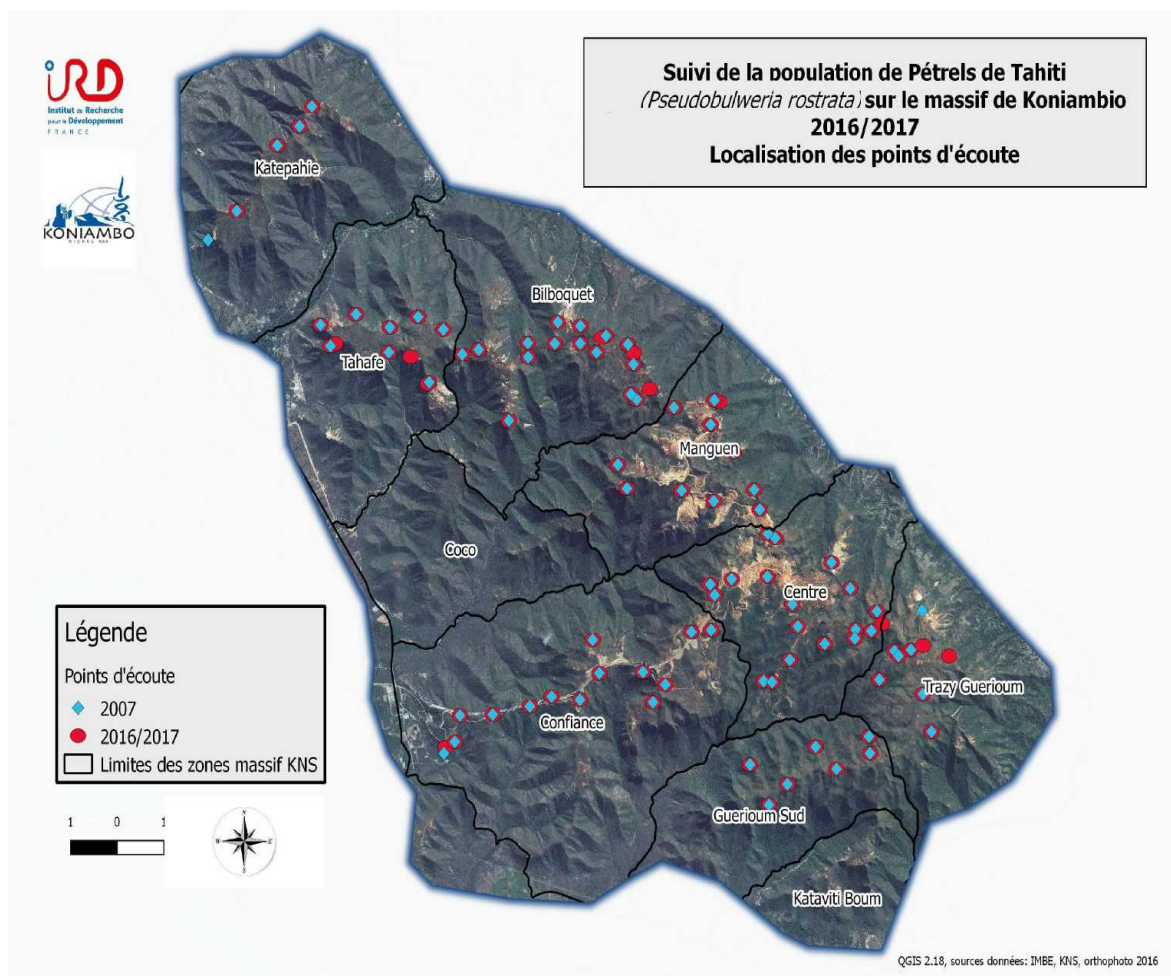 iRD
Institut de Recherche
pour le Développement
FRANCE
KONIAMBO
NICKEL SAS
Suivi de la population de Pétrels de Tahiti
(Pseudobulweria rostrata) sur le massif de Koniambio
2016/2017
Localisation des points d'écoute
Katepahie
Bilboquet
Tahafe
Manguen
Coco
Centre
Trazy Guerioum
Confiance
Guerioum Sud
Kataviti Boum
Légende
Points d'écoute
2007
2016/2017
Limites des zones massif KNS
1 0 1
N
W E
S
QGIS 2.18, sources données: IMBE, KNS, orthophoto 2016